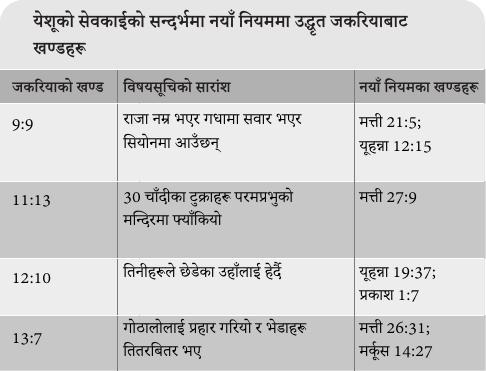 येशूको सेवकाईको सन्दर्भमा नयाँ नियममा उद्धृत जकरियाबाट
खण्डहरू
जकरियाको खण्ड विषयसूचिको सारांश नयाँ नियमका खण्डहरू
9:9 राजा नम्र भएर गधामा सवार भएर मत्ती 21:5;
सियोनमा आउँछन् यूहन्ना 12:15
11:13 30 चाँदीका टुक्राहरू परमप्रभुको मत्ती 27:9
मन्दिरमा फ्याँकियो
12:10 तिनीहरूले छेडेका उहाँलाई हेर्दै यूहन्ना 19:37;
प्रकाश 1:7
13:7 गोठालोलाई प्रहार गरियो र भेडाहरू मत्ती 26:31;
तितरबितर भए मर्कूस 14:27